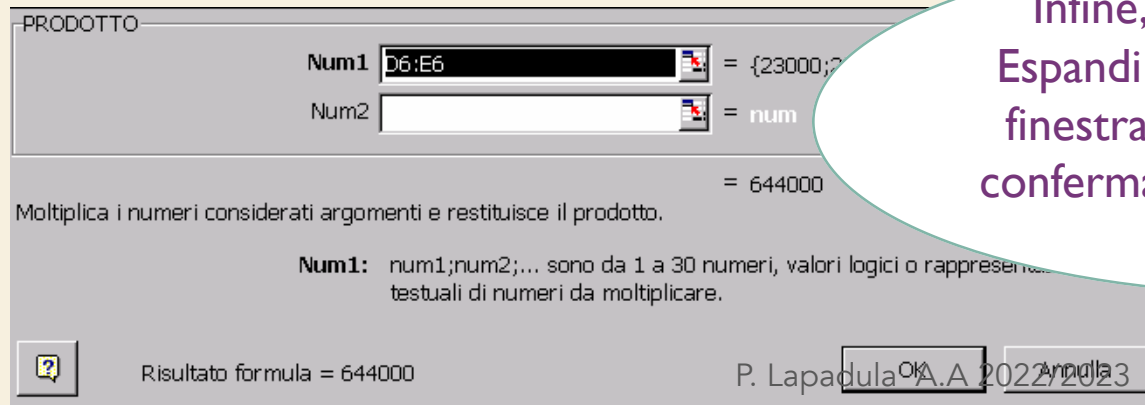 PRODOTTO
Num1 D6:E6 = {23000;2
Num2 = num
= 644000
Moltiplica i numeri considerati argomenti e restituisce il prodotto.
Num1: num1;num2;... sono da 1 a 30 numeri, valori logici o
testuali di numeri da moltiplicare.
Risultato formula = 644000
OK Annulla
Infine,
Espandi
finestra
conferma
P. Lapadula A.A 2022/2023